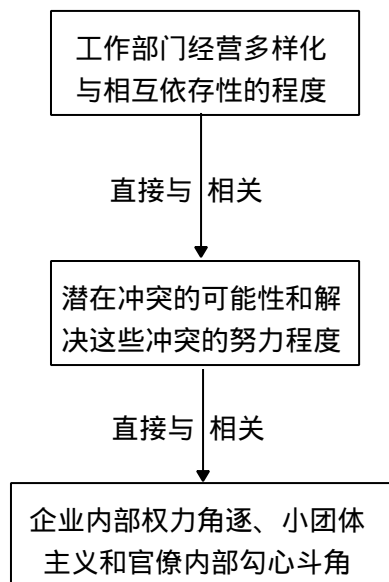 工作部门经营多样化
与相互依存性的程度
直接与 相关
潜在冲突的可能性和解
决这些冲突的努力程度
直接与 相关
企业内部权力角逐、小团体
主义和官僚内部勾心斗角